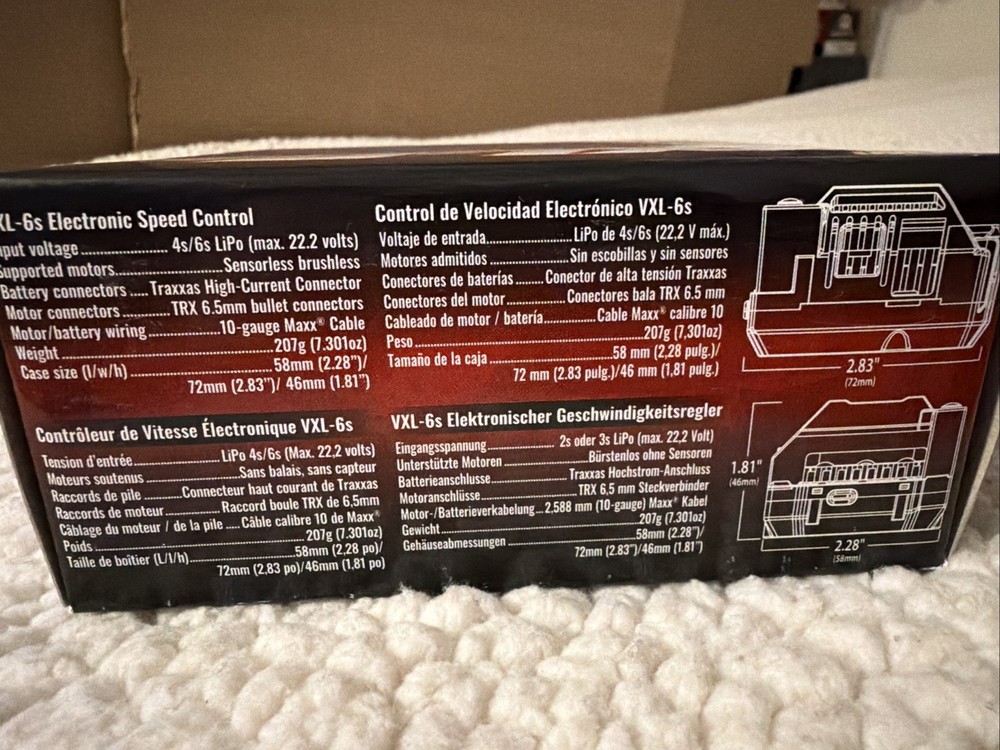 XL-6s Electronic Speed Control
nput voltage.................... 4s/6s LiPo (max. 22.2 volts)
Supported motors......................... Sensorless brushless
Battery connectors ..... Traxxas High-Current Connector
Motor connectors ........... TRX 6.5mm bullet connectors
Motor/battery wiring................10-gauge Maxx® Cable
Weight..................................................207g (7.301oz)
Case size (l/w/h)...................................58mm (2.28")/
72mm (2.83")/ 46mm (1.81")
Control de Velocidad Electrónico VXL-6s
Voltaje de entrada......................LiPo de 4s/6s (22,2 V máx.)
Motores admitidos ......................Sin escobillas y sin sensores
Conectores de baterías ....... Conector de alta tensión Traxxas
Conectores del motor ............... Conectores bala TRX 6.5 mm
Cableado de motor / batería.............. Cable Maxx® calibre 10
Peso..............................................................207g (7,301oz)
Tamaño de la caja ................................58 mm (2,28 pulg.)/
72 mm (2.83 pulg.)/46 mm (1,81 pulg.)
2.83"
(72mm)
Contrôleur de Vitesse Électronique VXL-6s
Tension d'entrée......................LiPo 4s/6s (Max. 22,2 volts)
Moteurs soutenus .......................Sans balais, sans capteur
Raccords de pile ..........Connecteur haut courant de Traxxas
Raccords de moteur..............Raccord boule TRX de 6,5mm
Câblage du moteur / de la pile .... Câble calibre 10 de Maxx®
Poids........................................................207g (7.301oz)
Taille de boîtier (L/l/h)...........................58mm (2,28 po)/
72mm (2,83 po)/46mm (1,81 po)
VXL-6s Elektronischer Geschwindigkeitsregler
Eingangsspannung................... 2s oder 3s LiPo (max. 22,2 Volt)
Unterstützte Motoren ......................Bürstenlos ohne Sensoren
Batterieanschlusse......................Traxxas Hochstrom-Anschluss
Motoranschlüsse.........................TRX 6,5 mm Steckverbinder
Motor-/Batterieverkabelung... 2.588 mm (10-gauge) Maxx® Kabel
Gewicht.......................................................207g (7.301oz)
Gehäuseabmessungen ................................58mm (2.28")/
72mm (2.83")/46mm (1.81")
1.81"
(46mm)
2.28"
(58mm)